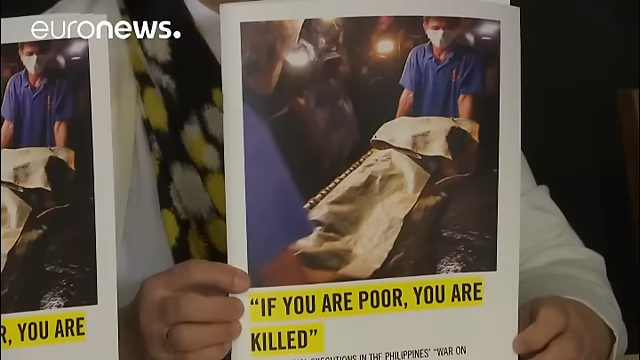 euronews.
"IF YOU ARE POOR, YOU ARE
KILLED"
EXECUTIONS IN THE PHILIPPINES' "WAR ON
R, YOU ARE